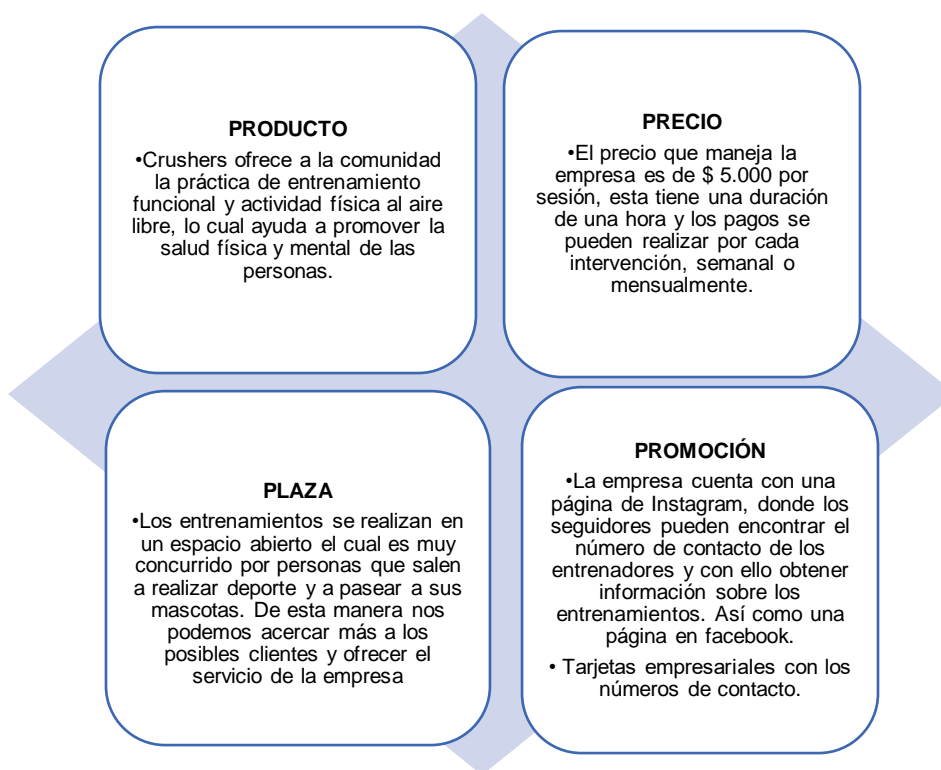 PRODUCTO
•Crushers ofrece a la comunidad
la práctica de entrenamiento
funcional y actividad física al aire
libre, lo cual ayuda a promover la
salud física y mental de las
personas.
PRECIO
•El precio que maneja la
empresa es de $ 5.000 por
sesión, esta tiene una duración
de una hora y los pagos se
pueden realizar por cada
intervención, semanal o
mensualmente.
PLAZA
•Los entrenamientos se realizan en
un espacio abierto el cual es muy
concurrido por personas que salen
a realizar deporte y a pasear a sus
mascotas. De esta manera nos
podemos acercar más a los
posibles clientes y ofrecer el
servicio de la empresa
PROMOCIÓN
•La empresa cuenta con una
página de Instagram, donde los
seguidores pueden encontrar el
número de contacto de los
entrenadores y con ello obtener
información sobre los
entrenamientos. Así como una
página en facebook.
• Tarjetas empresariales con los
números de contacto.